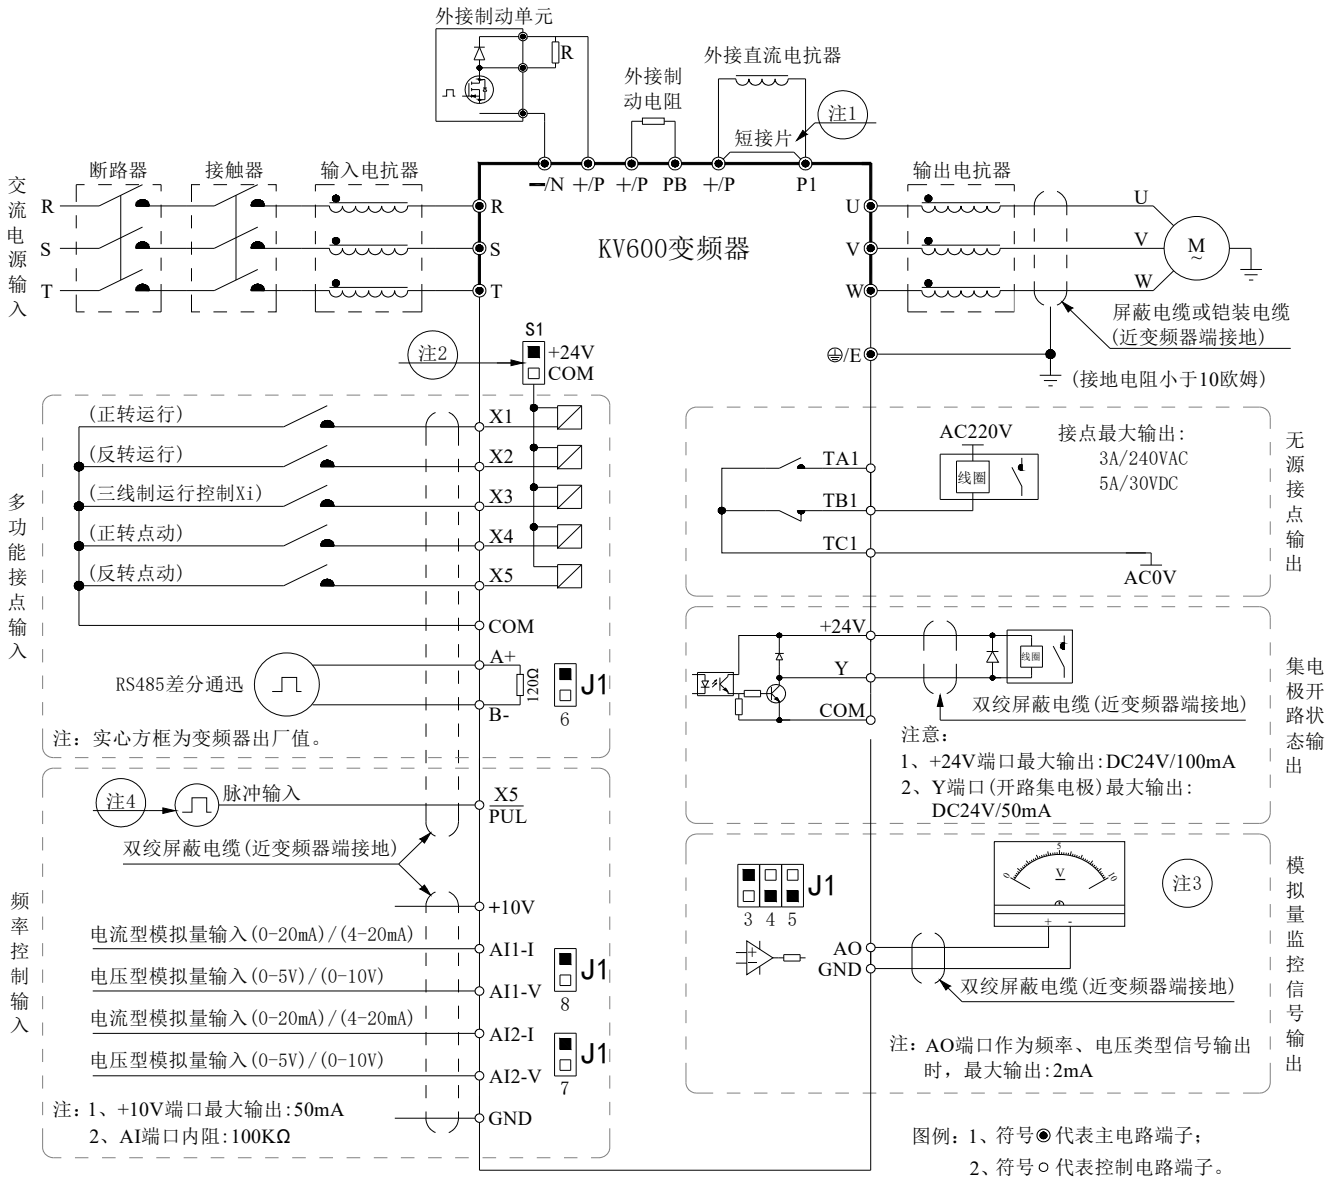 外接制动单元
R
外接直流电抗器
外接制
动电阻
注1
短接片
断路器
接触器
输入电抗器
−/N
+/P
+/P
PB
+/P
P1
输出电抗器
交流电源输入
R
S
T
R
S
T
KV600变频器
U
V
W
U
V
W
M
~
屏蔽电缆或铠装电缆
(近变频器端接地)
⏚/E
(接地电阻小于10欧姆)
注2
S1
+24V
COM
多功能接点输入
(正转运行)
X1
(反转运行)
X2
(三线制运行控制Xi)
X3
(正转点动)
X4
(反转点动)
X5
COM
RS485差分通迅
A+
B-
120Ω
J1
6
注：实心方框为变频器出厂值。
无源接点输出
AC220V
线圈
接点最大输出:
3A/240VAC
5A/30VDC
TA1
TB1
TC1
AC0V
集电极开路状态输出
+24V
Y
COM
线圈
双绞屏蔽电缆(近变频器端接地)
注意:
1、+24V端口最大输出:DC24V/100mA
2、Y端口(开路集电极)最大输出:
DC24V/50mA
频率控制输入
注4
脉冲输入
X5
PUL
双绞屏蔽电缆(近变频器端接地)
+10V
电流型模拟量输入(0-20mA)/(4-20mA)
AI1-I
电压型模拟量输入(0-5V)/(0-10V)
AI1-V
J1
8
电流型模拟量输入(0-20mA)/(4-20mA)
AI2-I
电压型模拟量输入(0-5V)/(0-10V)
AI2-V
J1
7
注：1、+10V端口最大输出:50mA
2、AI端口内阻:100KΩ
GND
模拟量监控信号输出
J1
3 4 5
0
5
10
V
+ -
注3
AO
GND
双绞屏蔽电缆(近变频器端接地)
注：AO端口作为频率、电压类型信号输出
时，最大输出:2mA
图例：1、符号◉代表主电路端子；
2、符号○代表控制电路端子。